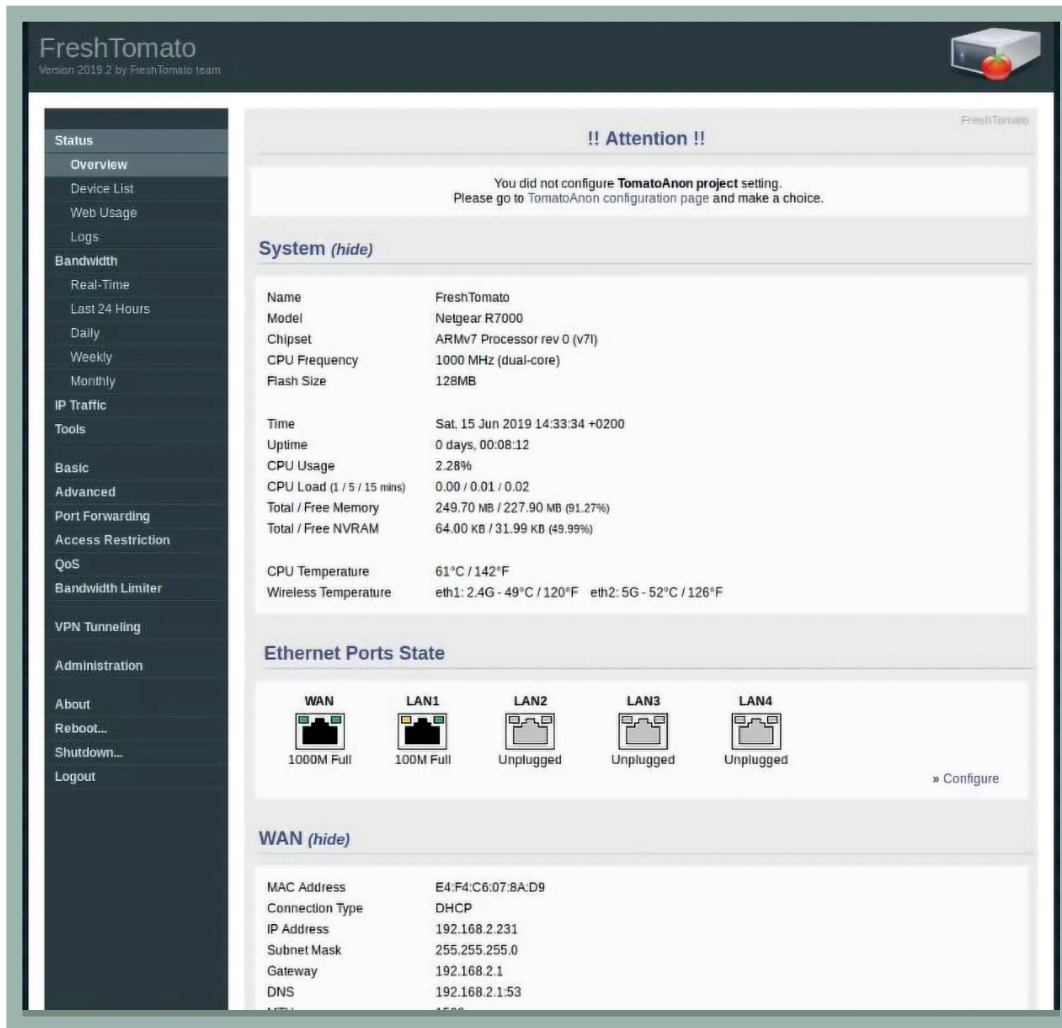 FreshTomato
Version 2019.2 by FreshTomato team
Status
Overview
Device List
Web Usage
Logs
Bandwidth
Real-Time
Last 24 Hours
Daily
Weekly
Monthly
IP Traffic
Tools
Basic
Advanced
Port Forwarding
Access Restriction
QoS
Bandwidth Limiter
VPN Tunneling
Administration
About
Reboot...
Shutdown...
Logout
FreshTomato
!! Attention !!
You did not configure TomatoAnon project setting.
Please go to TomatoAnon configuration page and make a choice.
System (hide)
Name FreshTomato
Model Netgear R7000
Chipset ARMv7 Processor rev 0 (v7l)
CPU Frequency 1000 MHz (dual-core)
Flash Size 128MB
Time Sat, 15 Jun 2019 14:33:34 +0200
Uptime 0 days, 00:08:12
CPU Usage 2.28%
CPU Load (1 / 5 / 15 mins) 0.00 / 0.01 / 0.02
Total / Free Memory 249.70 MB / 227.90 MB (91.27%)
Total / Free NVRAM 64.00 KB / 31.99 KB (49.99%)
CPU Temperature 61°C / 142°F
Wireless Temperature eth1: 2.4G - 49°C / 120°F eth2: 5G - 52°C / 126°F
Ethernet Ports State
WAN LAN1 LAN2 LAN3 LAN4
1000M Full 100M Full Unplugged Unplugged Unplugged
» Configure
WAN (hide)
MAC Address E4:F4:C6:07:8A:D9
Connection Type DHCP
IP Address 192.168.2.231
Subnet Mask 255.255.255.0
Gateway 192.168.2.1
DNS 192.168.2.1:53